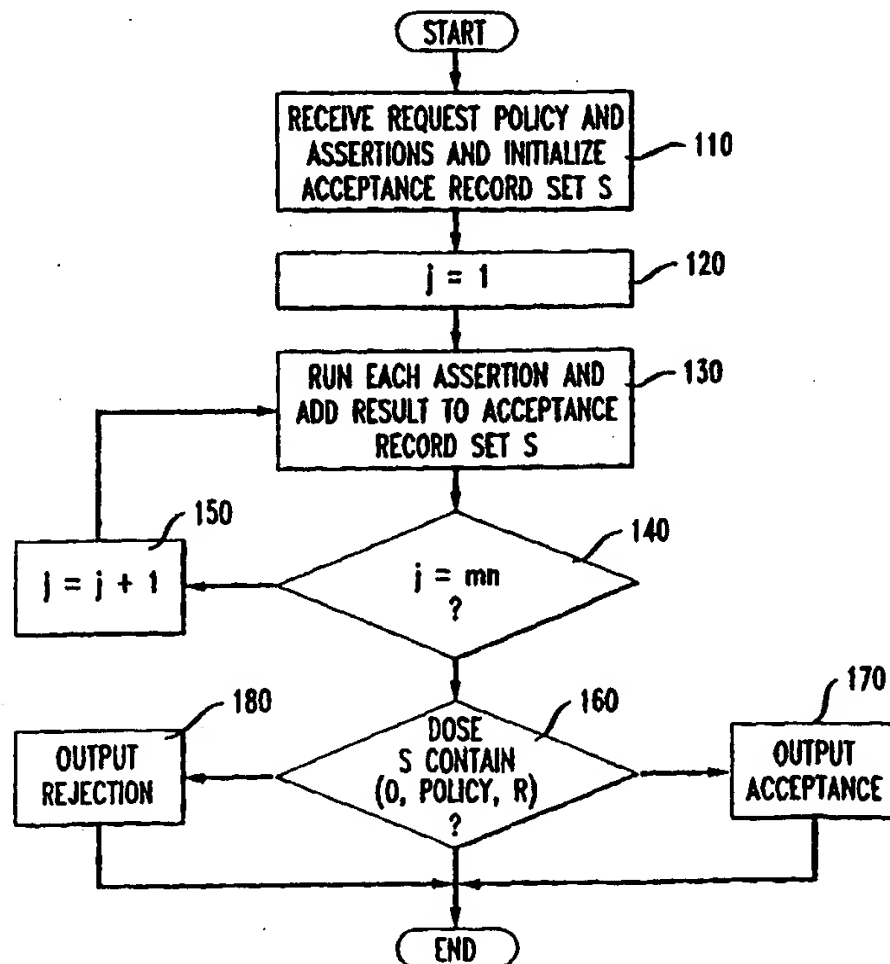 START
RECEIVE REQUEST POLICY AND
ASSERTIONS AND INITIALIZE
ACCEPTANCE RECORD SET S
110
j = 1
120
RUN EACH ASSERTION AND
ADD RESULT TO ACCEPTANCE
RECORD SET S
130
150
j = j + 1
140
j = mn
?
180
OUTPUT
REJECTION
160
DOSE
S CONTAIN
(0, POLICY, R)
?
170
OUTPUT
ACCEPTANCE
END